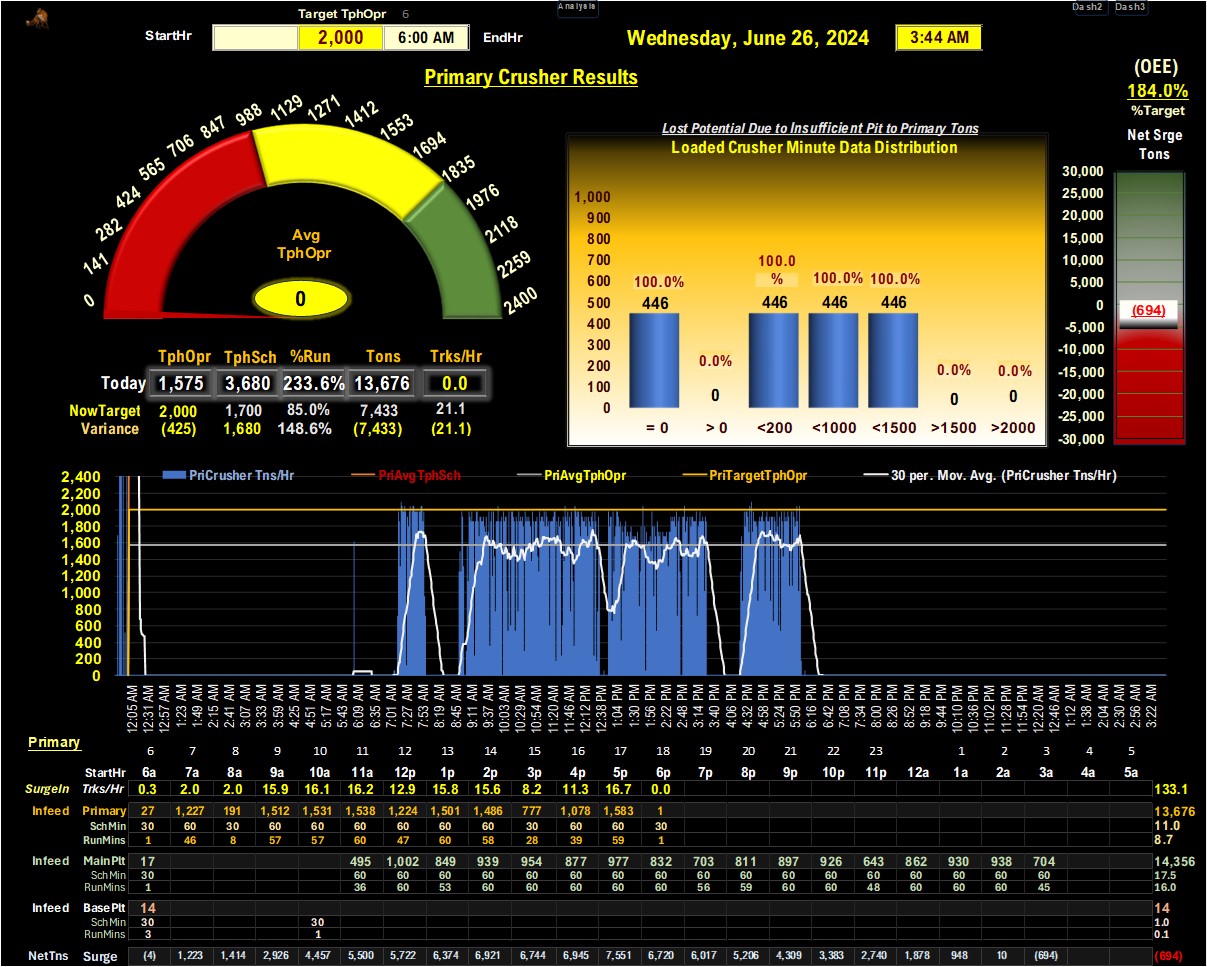 Analysis
Dash2 Dash3
Target TphOpr 6
StartHr 2,000 6:00 AM EndHr
Wednesday, June 26, 2024 3:44 AM
Primary Crusher Results
(OEE)
184.0%
%Target
Net Srge
Tons
0 141 282 424 565 706 847 988 1129 1271 1412 1553 1694 1835 1976 2118 2259 2400
Avg
TphOpr
0
Lost Potential Due to Insufficient Pit to Primary Tons
Loaded Crusher Minute Data Distribution
1,000
900
800
700
600
500
400
300
200
100
0
100.0% 0.0% 100.0 % 100.0% 100.0% 0.0% 0.0%
446 0 446 446 446 0 0
= 0 > 0 <200 <1000 <1500 >1500 >2000
30,000
25,000
20,000
15,000
10,000
5,000
0
-5,000
-10,000
-15,000
-20,000
-25,000
-30,000
(694)
TphOpr TphSch %Run Tons Trks/Hr
Today 1,575 3,680 233.6% 13,676 0.0
NowTarget 2,000 1,700 85.0% 7,433 21.1
Variance (425) 1,680 148.6% (7,433) (21.1)
PriCrusher Tns/Hr PriAvgTphSch PriAvgTphOpr PriTargetTphOpr 30 per. Mov. Avg. (PriCrusher Tns/Hr)
2,400
2,200
2,000
1,800
1,600
1,400
1,200
1,000
800
600
400
200
0
12:05 AM 12:31 AM 12:57 AM 1:23 AM 1:49 AM 2:15 AM 2:41 AM 3:07 AM 3:33 AM 3:59 AM 4:25 AM 4:51 AM 5:17 AM 5:43 AM 6:09 AM 6:35 AM 7:01 AM 7:27 AM 7:53 AM 8:19 AM 8:45 AM 9:11 AM 9:37 AM 10:03 AM 10:29 AM 10:54 AM 11:20 AM 11:46 AM 12:12 PM 12:38 PM 1:04 PM 1:30 PM 1:56 PM 2:22 PM 2:48 PM 3:14 PM 3:40 PM 4:06 PM 4:32 PM 4:58 PM 5:24 PM 5:50 PM 6:16 PM 6:42 PM 7:08 PM 7:34 PM 8:00 PM 8:26 PM 8:52 PM 9:18 PM 9:44 PM 10:10 PM 10:36 PM 11:02 PM 11:28 PM 11:54 PM 12:20 AM 12:46 AM 1:12 AM 1:38 AM 2:04 AM 2:30 AM 2:56 AM 3:22 AM
Primary
6 7 8 9 10 11 12 13 14 15 16 17 18 19 20 21 22 23 1 2 3 4 5
StartHr 6a 7a 8a 9a 10a 11a 12p 1p 2p 3p 4p 5p 6p 7p 8p 9p 10p 11p 12a 1a 2a 3a 4a 5a
SurgeIn Trks/Hr 0.3 2.0 2.0 15.9 16.1 16.2 12.9 15.8 15.6 8.2 11.3 16.7 0.0 133.1
Infeed Primary 27 1,227 191 1,512 1,531 1,538 1,224 1,501 1,486 777 1,078 1,583 1 13,676
SchMin 30 60 30 60 60 60 60 60 60 30 60 60 30 11.0
RunMins 1 46 8 57 57 60 47 60 58 28 39 59 1 8.7
Infeed MainPlt 17 495 1,002 849 939 954 877 977 832 703 811 897 926 643 862 930 938 704 14,356
SchMin 30 60 60 60 60 60 60 60 60 60 60 60 60 60 60 60 60 60 17.5
RunMins 1 36 60 53 60 60 60 60 60 56 59 60 60 48 60 60 60 45 16.0
Infeed BasePlt 14 14
SchMin 30 30 1.0
RunMins 3 1 0.1
NetTns Surge (4) 1,223 1,414 2,926 4,457 5,500 5,722 6,374 6,921 6,744 6,945 7,551 6,720 6,017 5,206 4,309 3,383 2,740 1,878 948 10 (694) (694)